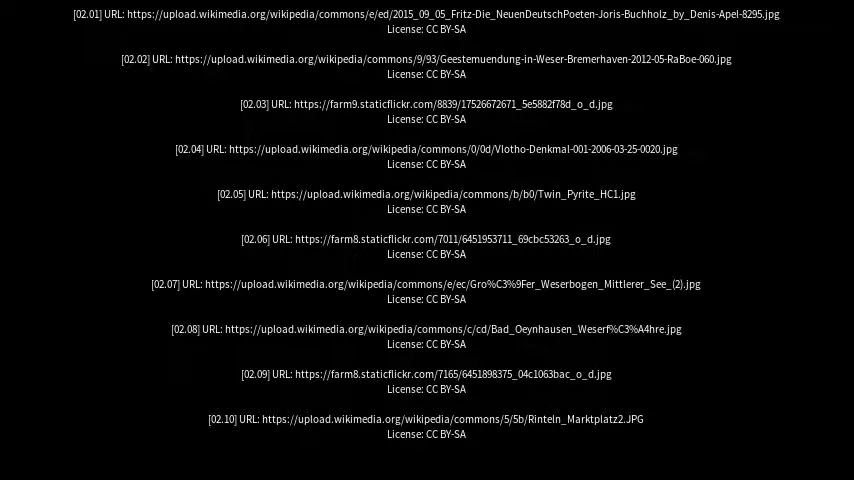 [02.01] URL: https://upload.wikimedia.org/wikipedia/commons/e/ed/2015_09_05_Fritz-Die_NeuenDeutschPoeten-Joris-Buchholz_by_Denis-Apel-8295.jpg
License: CC BY-SA
[02.02] URL: https://upload.wikimedia.org/wikipedia/commons/9/93/Geestemuendung-in-Weser-Bremerhaven-2012-05-RaBoe-060.jpg
License: CC BY-SA
[02.03] URL: https://farm9.staticflickr.com/8839/17526672671_5e5882f78d_o_d.jpg
License: CC BY-SA
[02.04] URL: https://upload.wikimedia.org/wikipedia/commons/0/0d/Vlotho-Denkmal-001-2006-03-25-0020.jpg
License: CC BY-SA
[02.05] URL: https://upload.wikimedia.org/wikipedia/commons/b/b0/Twin_Pyrite_HC1.jpg
License: CC BY-SA
[02.06] URL: https://farm8.staticflickr.com/7011/6451953711_69cbc53263_o_d.jpg
License: CC BY-SA
[02.07] URL: https://upload.wikimedia.org/wikipedia/commons/e/ec/Gro%C3%9Fer_Weserbogen_Mittlerer_See_(2).jpg
License: CC BY-SA
[02.08] URL: https://upload.wikimedia.org/wikipedia/commons/c/cd/Bad_Oeynhausen_Weserf%C3%A4hre.jpg
License: CC BY-SA
[02.09] URL: https://farm8.staticflickr.com/7165/6451898375_04c1063bac_o_d.jpg
License: CC BY-SA
[02.10] URL: https://upload.wikimedia.org/wikipedia/commons/5/5b/Rinteln_Marktplatz2.JPG
License: CC BY-SA